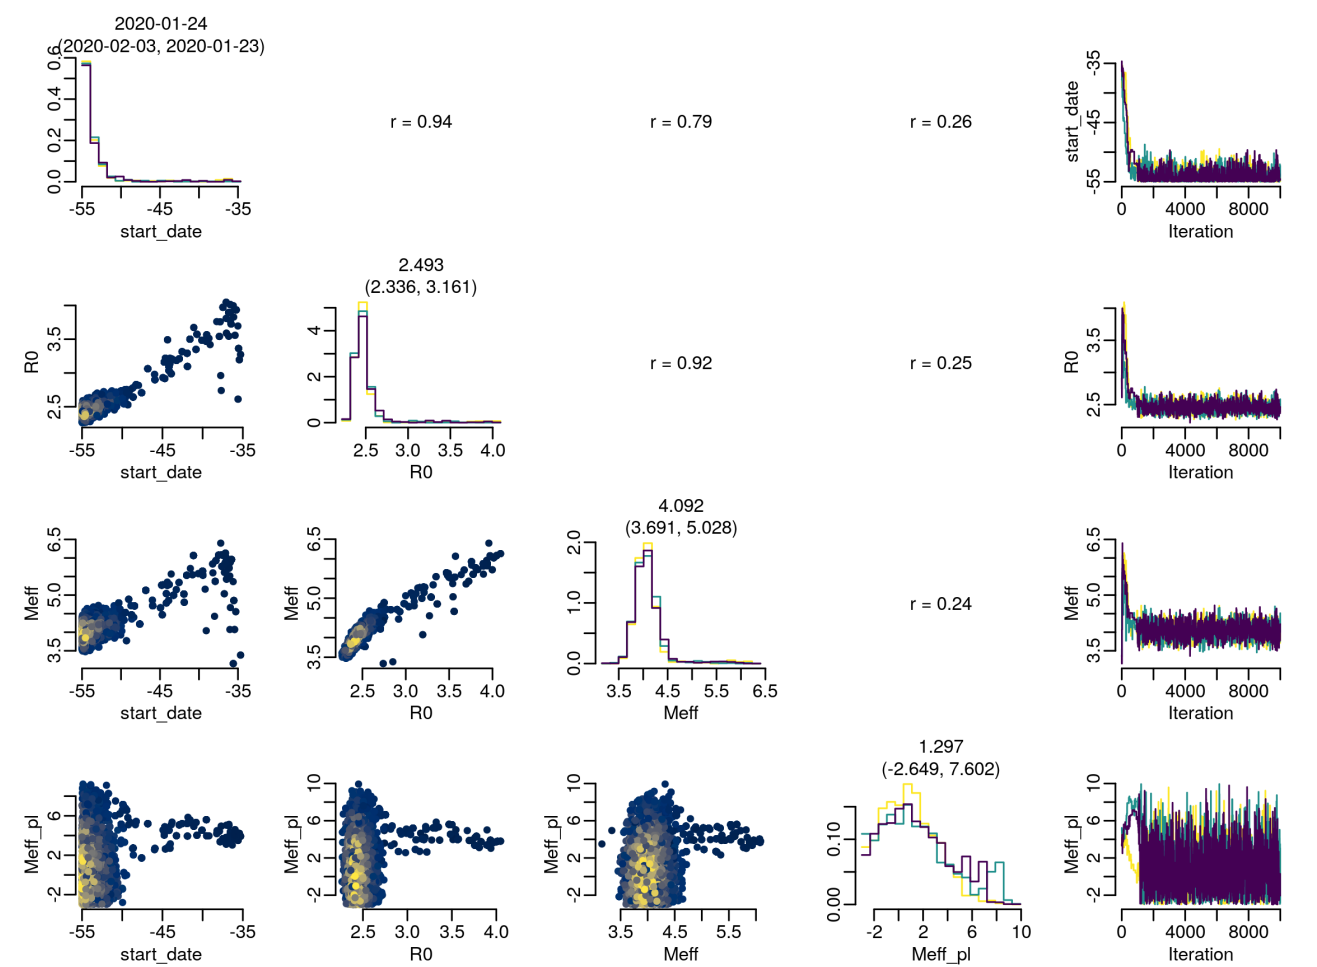 2020-01-24
(2020-02-03, 2020-01-23)
0.0 0.2 0.4 0.6
-55 -45 -35
start_date
r = 0.94
r = 0.79
r = 0.26
start_date
-55 -45 -35
0 4000 8000
Iteration
R0
2.5 3.5
-55 -45 -35
start_date
2.493
(2.336, 3.161)
0 2 4
2.5 3.0 3.5 4.0
R0
r = 0.92
r = 0.25
R0
2.5 3.5
0 4000 8000
Iteration
Meff
3.5 5.0 6.5
-55 -45 -35
start_date
Meff
3.5 5.0 6.5
2.5 3.0 3.5 4.0
R0
4.092
(3.691, 5.028)
0.0 1.0 2.0
3.5 4.5 5.5 6.5
Meff
r = 0.24
Meff
3.5 5.0 6.5
0 4000 8000
Iteration
Meff_pl
-2 2 6
-55 -45 -35
start_date
Meff_pl
-2 2 6 10
2.5 3.0 3.5 4.0
R0
Meff_pl
-2 2 6 10
3.5 4.5 5.5
Meff
1.297
(-2.649, 7.602)
0.00 0.10
-2 2 6 10
Meff_pl
Meff_pl
-2 2 6 10
0 4000 8000
Iteration